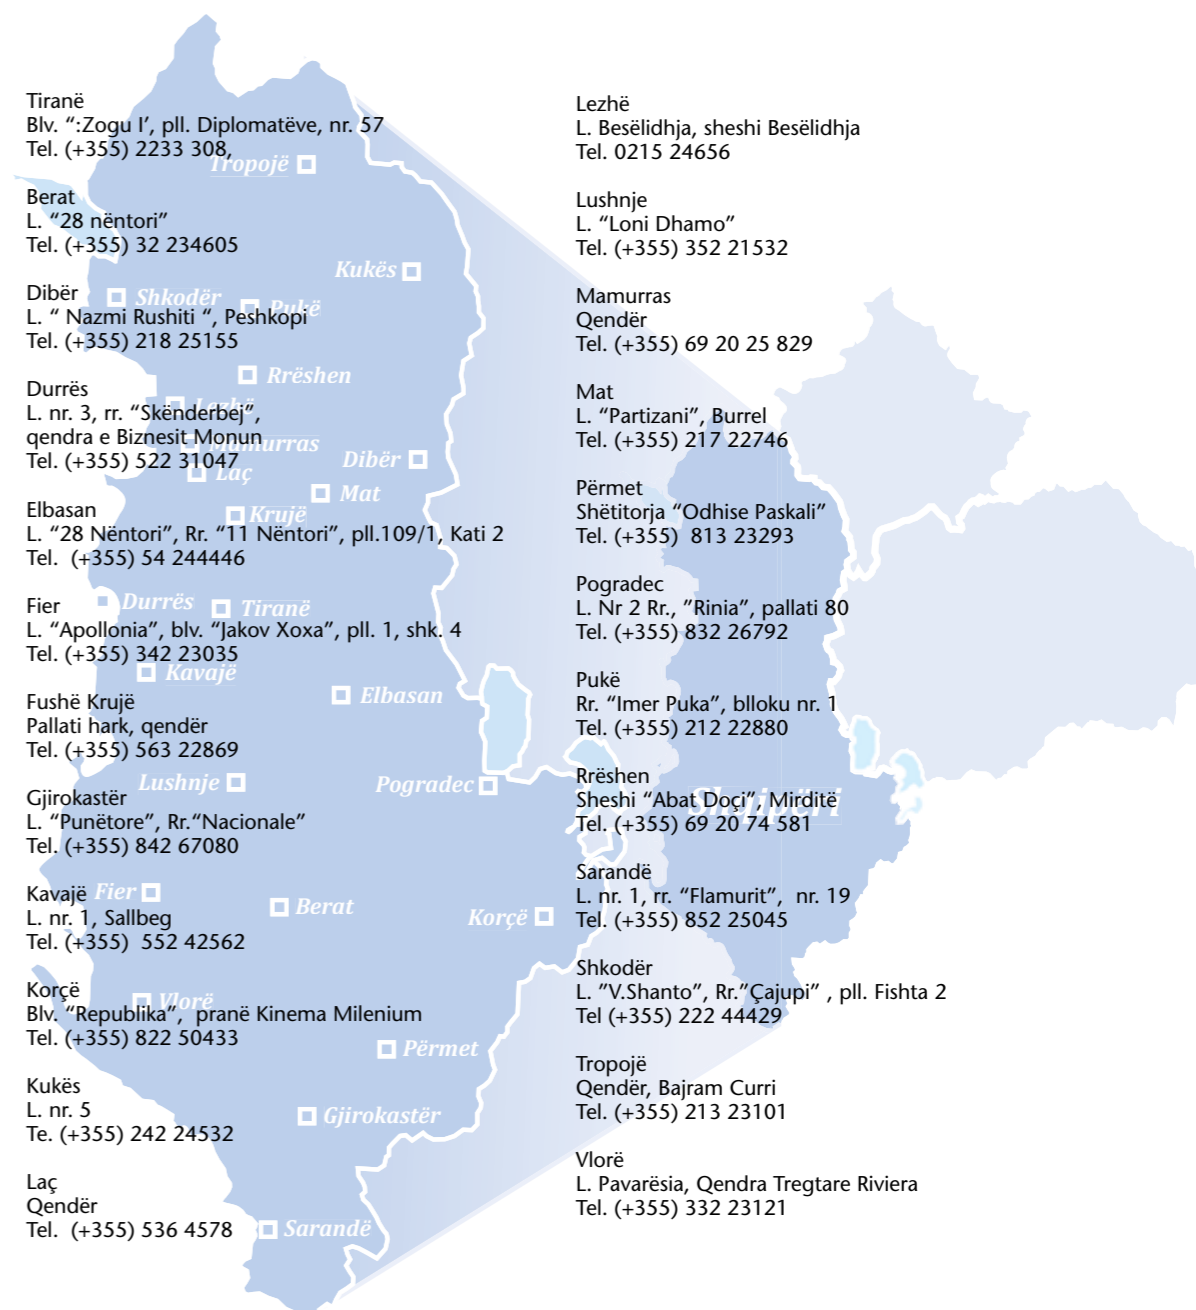 Tiranë
Blv. “:Zogu I’, pll. Diplomatëve, nr. 57
Tel. (+355) 2233 308,
Berat
L. “28 nëntori”
Tel. (+355) 32 234605
Dibër
L. “ Nazmi Rushiti “, Peshkopi
Tel. (+355) 218 25155
Durrës
L. nr. 3, rr. “Skënderbej”,
qendra e Biznesit Monun
Tel. (+355) 522 31047
Elbasan
L. “28 Nëntori”, Rr. “11 Nëntori”, pll.109/1, Kati 2
Tel.  (+355) 54 244446
Fier
L. “Apollonia”, blv. “Jakov Xoxa”, pll. 1, shk. 4
Tel. (+355) 342 23035
Fushë Krujë
Pallati hark, qendër
Tel. (+355) 563 22869
Gjirokastër
L. “Punëtore”, Rr.“Nacionale”
Tel. (+355) 842 67080
Kavajë
L. nr. 1, Sallbeg
Tel. (+355)  552 42562
Korçë
Blv. “Republika”,  pranë Kinema Milenium
Tel. (+355) 822 50433
Kukës
L. nr. 5
Te. (+355) 242 24532
Laç
Qendër
Tel.  (+355) 536 4578
Lezhë
L. Besëlidhja, sheshi Besëlidhja
Tel. 0215 24656
Lushnje
L. “Loni Dhamo”
Tel. (+355) 352 21532
Mamurras
Qendër
Tel. (+355) 69 20 25 829
Mat
L. “Partizani”, Burrel
Tel. (+355) 217 22746
Përmet
Shëtitorja “Odhise Paskali”
Tel. (+355)  813 23293
Pogradec
L. Nr 2 Rr., ”Rinia”, pallati 80
Tel. (+355) 832 26792
Pukë
Rr. “Imer Puka”, blloku nr. 1
Tel. (+355) 212 22880
Rrëshen
Sheshi “Abat Doçi”, Mirditë
Tel. (+355) 69 20 74 581
Sarandë
L. nr. 1, rr. “Flamurit”,  nr. 19
Tel. (+355) 852 25045
Shkodër
L. “V.Shanto”, Rr.”Çajupi” , pll. Fishta 2
Tel (+355) 222 44429
Tropojë
Qendër, Bajram Curri
Tel. (+355) 213 23101
Vlorë
L. Pavarësia, Qendra Tregtare Riviera
Tel. (+355) 332 23121
Tropojë
Kukës
Shkodër
Pukë
Rrëshen
Lezhë
Mamurras
Dibër
Laç
Mat
Krujë
Durrës
Tiranë
Kavajë
Elbasan
Lushnje
Pogradec
Fier
Berat
Korçë
Vlorë
Përmet
Gjirokastër
Sarandë
Shqipëri